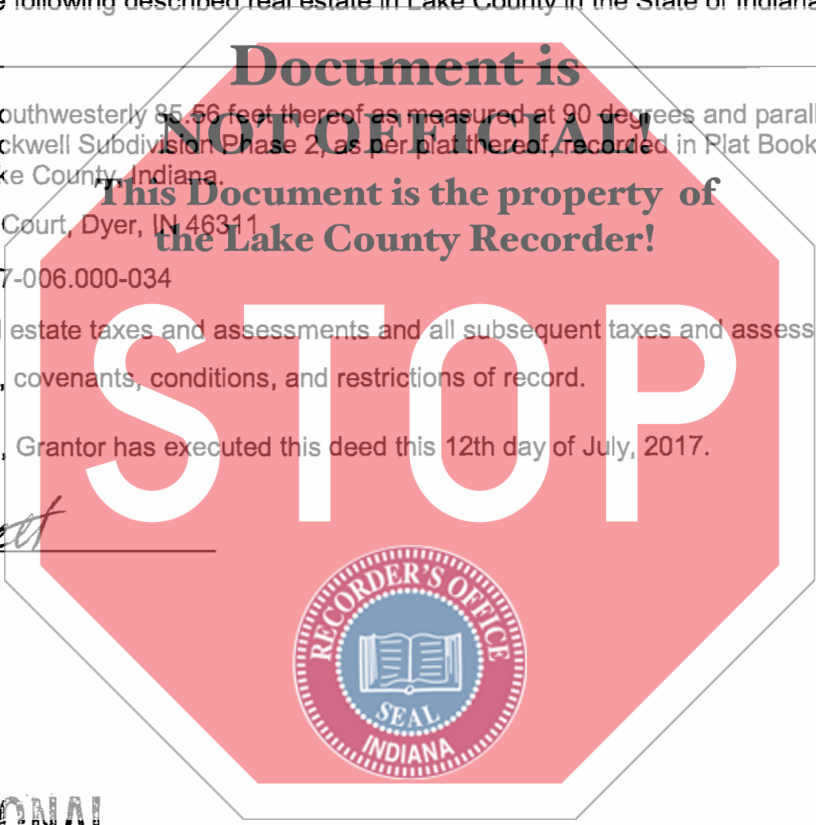 following described real estate in Lake County in the State of Indiana
Document is
outhwesterly 85.56 feet thereof as measured at 90 degrees and parall
NOT OFFICIAL!
ckwell Subdivision Phase 2, as per plat thereof, recorded in Plat Book
ke County, Indiana.
This Document is the property of
Court, Dyer, IN 46311
the Lake County Recorder!
7-006.000-034
estate taxes and assessments and all subsequent taxes and assess
STOP
, covenants, conditions, and restrictions of record.
, Grantor has executed this deed this 12th day of July, 2017.
RECORDER'S OFFICE
SEAL
INDIANA